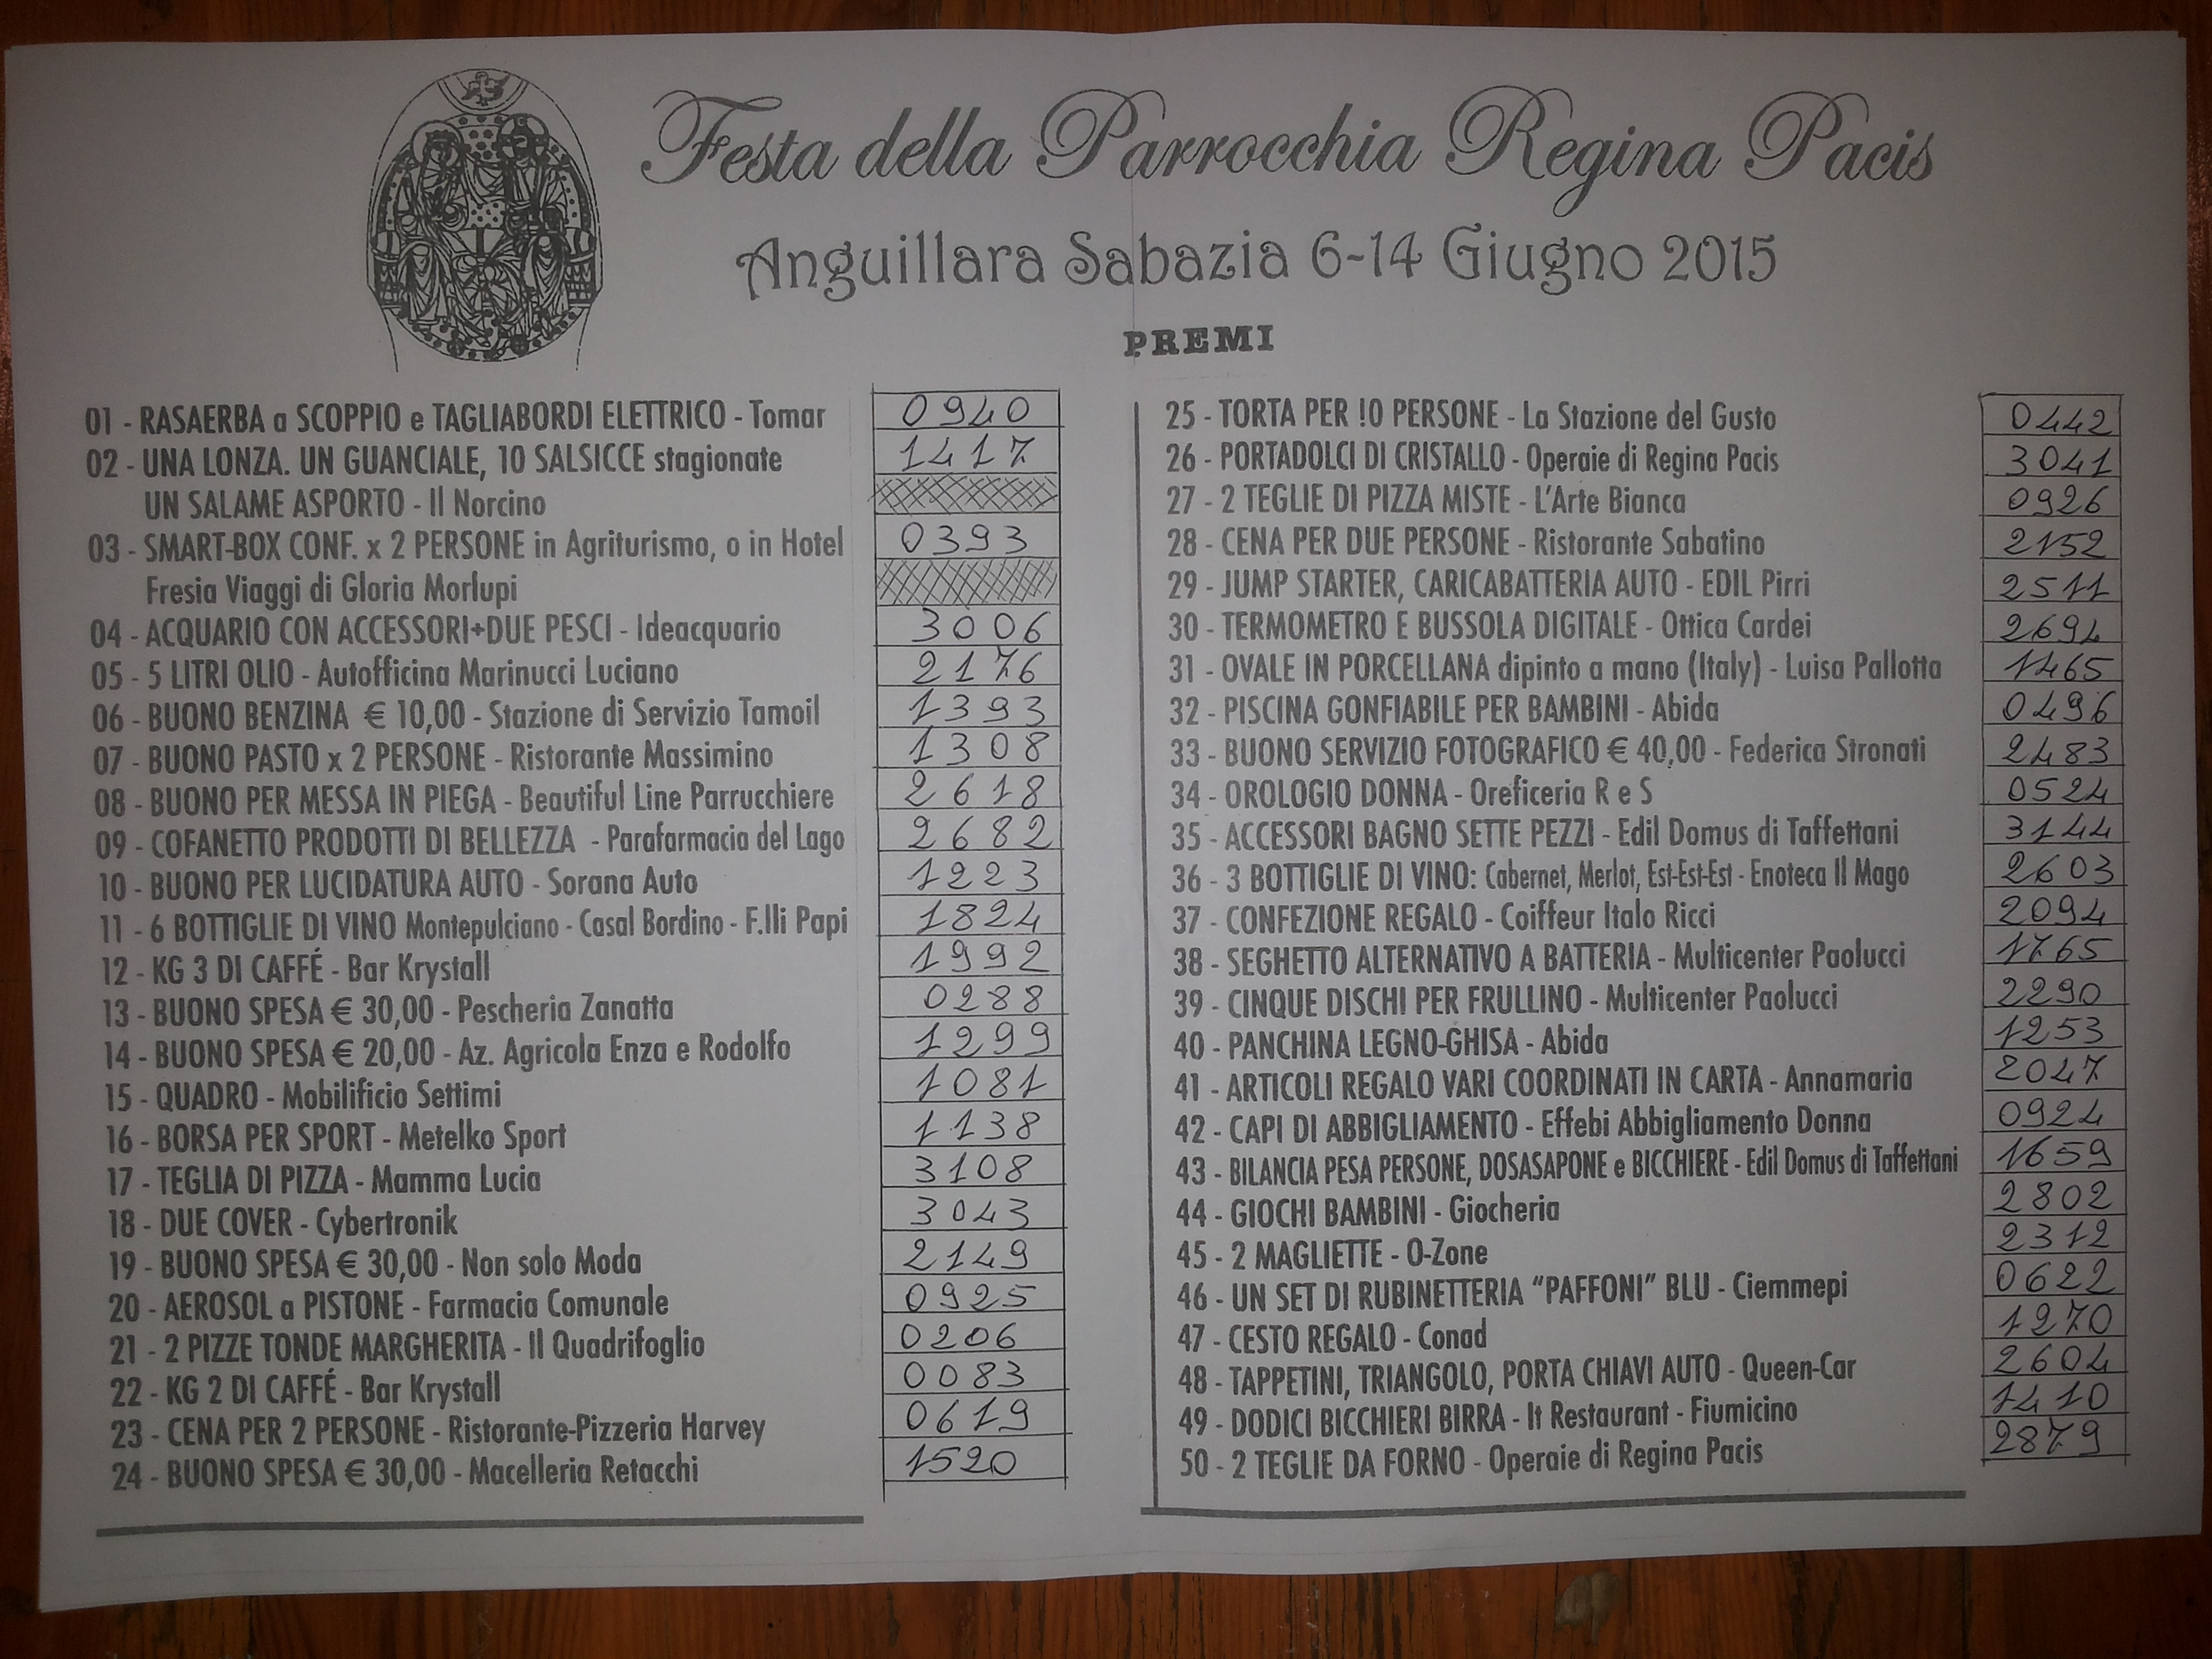 Festa della Parrocchia Regina Pacis
Anguillara Sabazia 6-14 Giugno 2015
PREMI
01 - RASAERBA a SCOPPIO e TAGLIABORDI ELETTRICO - Tomar 0940
02 - UNA LONZA. UN GUANCIALE, 10 SALSICCE stagionate 1417
UN SALAME ASPORTO - Il Norcino
03 - SMART-BOX CONF. x 2 PERSONE in Agriturismo, o in Hotel 0393
Fresia Viaggi di Gloria Morlupi
04 - ACQUARIO CON ACCESSORI+DUE PESCI - Ideacquario 3006
05 - 5 LITRI OLIO - Autofficina Marinucci Luciano 2176
06 - BUONO BENZINA € 10,00 - Stazione di Servizio Tamoil 1393
07 - BUONO PASTO x 2 PERSONE - Ristorante Massimino 1308
08 - BUONO PER MESSA IN PIEGA - Beautiful Line Parrucchiere 2618
09 - COFANETTO PRODOTTI DI BELLEZZA - Parafarmacia del Lago 2682
10 - BUONO PER LUCIDATURA AUTO - Sorana Auto 1223
11 - 6 BOTTIGLIE DI VINO Montepulciano - Casal Bordino - F.lli Papi 1824
12 - KG 3 DI CAFFÉ - Bar Krystall 1992
13 - BUONO SPESA € 30,00 - Pescheria Zanatta 0288
14 - BUONO SPESA € 20,00 - Az. Agricola Enza e Rodolfo 1299
15 - QUADRO - Mobilificio Settimi 1081
16 - BORSA PER SPORT - Metelko Sport 1138
17 - TEGLIA DI PIZZA - Mamma Lucia 3108
18 - DUE COVER - Cybertronik 3043
19 - BUONO SPESA € 30,00 - Non solo Moda 2149
20 - AEROSOL a PISTONE - Farmacia Comunale 0925
21 - 2 PIZZE TONDE MARGHERITA - Il Quadrifoglio 0206
22 - KG 2 DI CAFFÉ - Bar Krystall 0083
23 - CENA PER 2 PERSONE - Ristorante-Pizzeria Harvey 0619
24 - BUONO SPESA € 30,00 - Macelleria Retacchi 1520
25 - TORTA PER !0 PERSONE - La Stazione del Gusto 0442
26 - PORTADOLCI DI CRISTALLO - Operaie di Regina Pacis 3041
27 - 2 TEGLIE DI PIZZA MISTE - L'Arte Bianca 0926
28 - CENA PER DUE PERSONE - Ristorante Sabatino 2152
29 - JUMP STARTER, CARICABATTERIA AUTO - EDIL Pirri 2511
30 - TERMOMETRO E BUSSOLA DIGITALE - Ottica Cardei 2694
31 - OVALE IN PORCELLANA dipinto a mano (Italy) - Luisa Pallotta 1465
32 - PISCINA GONFIABILE PER BAMBINI - Abida 0496
33 - BUONO SERVIZIO FOTOGRAFICO € 40,00 - Federica Stronati 2483
34 - OROLOGIO DONNA - Oreficeria R e S 0524
35 - ACCESSORI BAGNO SETTE PEZZI - Edil Domus di Taffettani 3144
36 - 3 BOTTIGLIE DI VINO: Cabernet, Merlot, Est-Est-Est - Enoteca Il Mago 2603
37 - CONFEZIONE REGALO - Coiffeur Italo Ricci 2094
38 - SEGHETTO ALTERNATIVO A BATTERIA - Multicenter Paolucci 1765
39 - CINQUE DISCHI PER FRULLINO - Multicenter Paolucci 2290
40 - PANCHINA LEGNO-GHISA - Abida 1253
41 - ARTICOLI REGALO VARI COORDINATI IN CARTA - Annamaria 2047
42 - CAPI DI ABBIGLIAMENTO - Effebi Abbigliamento Donna 0924
43 - BILANCIA PESA PERSONE, DOSASAPONE e BICCHIERE - Edil Domus di Taffettani 1659
44 - GIOCHI BAMBINI - Giocheria 2802
45 - 2 MAGLIETTE - O-Zone 2312
46 - UN SET DI RUBINETTERIA "PAFFONI" BLU - Ciemmepi 0622
47 - CESTO REGALO - Conad 1270
48 - TAPPETINI, TRIANGOLO, PORTA CHIAVI AUTO - Queen-Car 2604
49 - DODICI BICCHIERI BIRRA - It Restaurant - Fiumicino 1410
50 - 2 TEGLIE DA FORNO - Operaie di Regina Pacis 2879